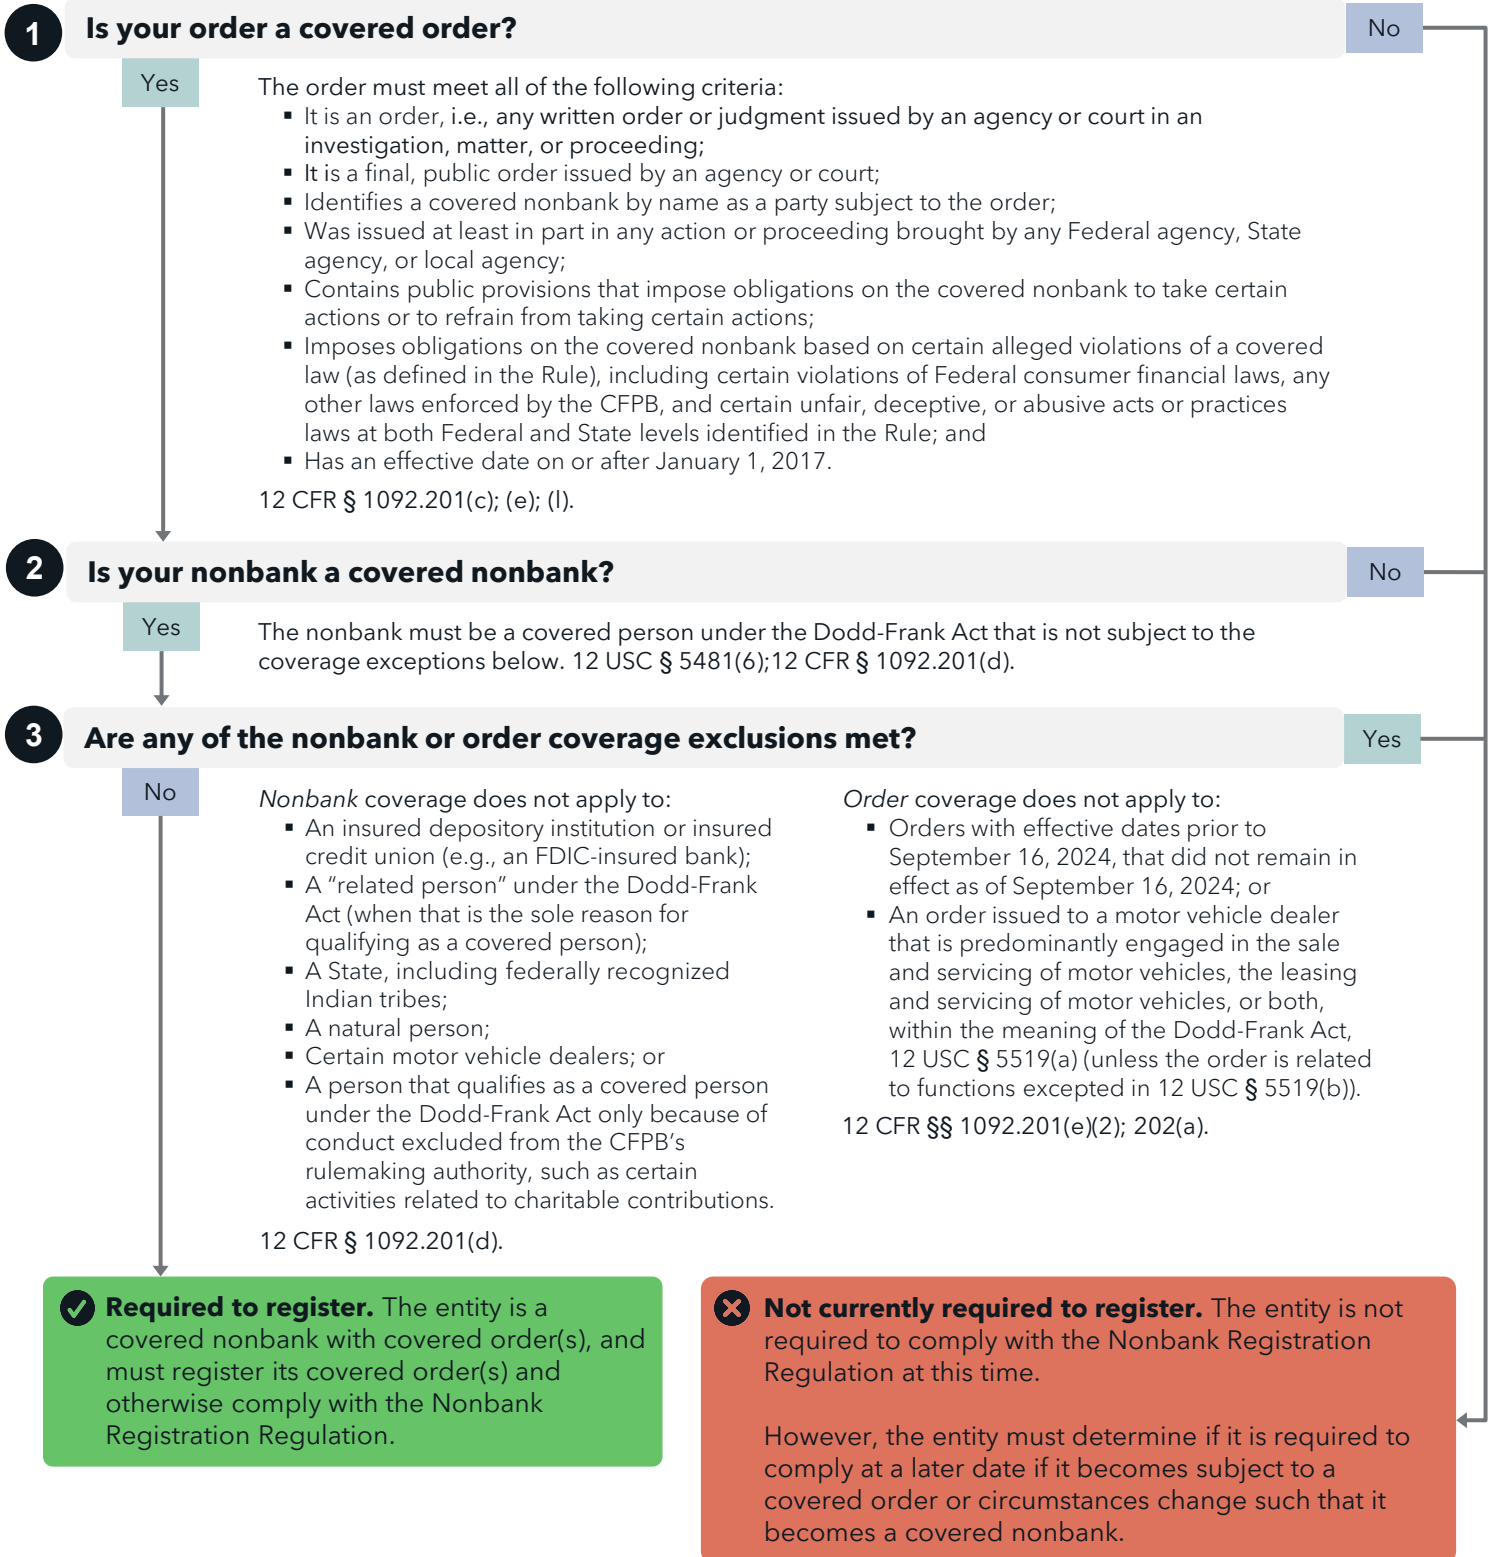 1
Is your order a covered order?
No
Yes
The order must meet all of the following criteria:
▪ It is an order, i.e., any written order or judgment issued by an agency or court in an
investigation, matter, or proceeding;
▪ It is a final, public order issued by an agency or court;
▪ Identifies a covered nonbank by name as a party subject to the order;
▪ Was issued at least in part in any action or proceeding brought by any Federal agency, State
agency, or local agency;
▪ Contains public provisions that impose obligations on the covered nonbank to take certain
actions or to refrain from taking certain actions;
▪ Imposes obligations on the covered nonbank based on certain alleged violations of a covered
law (as defined in the Rule), including certain violations of Federal consumer financial laws, any
other laws enforced by the CFPB, and certain unfair, deceptive, or abusive acts or practices
laws at both Federal and State levels identified in the Rule; and
▪ Has an effective date on or after January 1, 2017.
12 CFR § 1092.201(c); (e); (l).
2
Is your nonbank a covered nonbank?
No
Yes
The nonbank must be a covered person under the Dodd-Frank Act that is not subject to the
coverage exceptions below. 12 USC § 5481(6);12 CFR § 1092.201(d).
3
Are any of the nonbank or order coverage exclusions met?
Yes
No
Nonbank coverage does not apply to:
▪ An insured depository institution or insured
credit union (e.g., an FDIC-insured bank);
▪ A “related person” under the Dodd-Frank
Act (when that is the sole reason for
qualifying as a covered person);
▪ A State, including federally recognized
Indian tribes;
▪ A natural person;
▪ Certain motor vehicle dealers; or
▪ A person that qualifies as a covered person
under the Dodd-Frank Act only because of
conduct excluded from the CFPB’s
rulemaking authority, such as certain
activities related to charitable contributions.
12 CFR § 1092.201(d).
Order coverage does not apply to:
▪ Orders with effective dates prior to
September 16, 2024, that did not remain in
effect as of September 16, 2024; or
▪ An order issued to a motor vehicle dealer
that is predominantly engaged in the sale
and servicing of motor vehicles, the leasing
and servicing of motor vehicles, or both,
within the meaning of the Dodd-Frank Act,
12 USC § 5519(a) (unless the order is related
to functions excepted in 12 USC § 5519(b)).
12 CFR §§ 1092.201(e)(2); 202(a).
Required to register. The entity is a
covered nonbank with covered order(s), and
must register its covered order(s) and
otherwise comply with the Nonbank
Registration Regulation.
Not currently required to register. The entity is not
required to comply with the Nonbank Registration
Regulation at this time.
However, the entity must determine if it is required to
comply at a later date if it becomes subject to a
covered order or circumstances change such that it
becomes a covered nonbank.